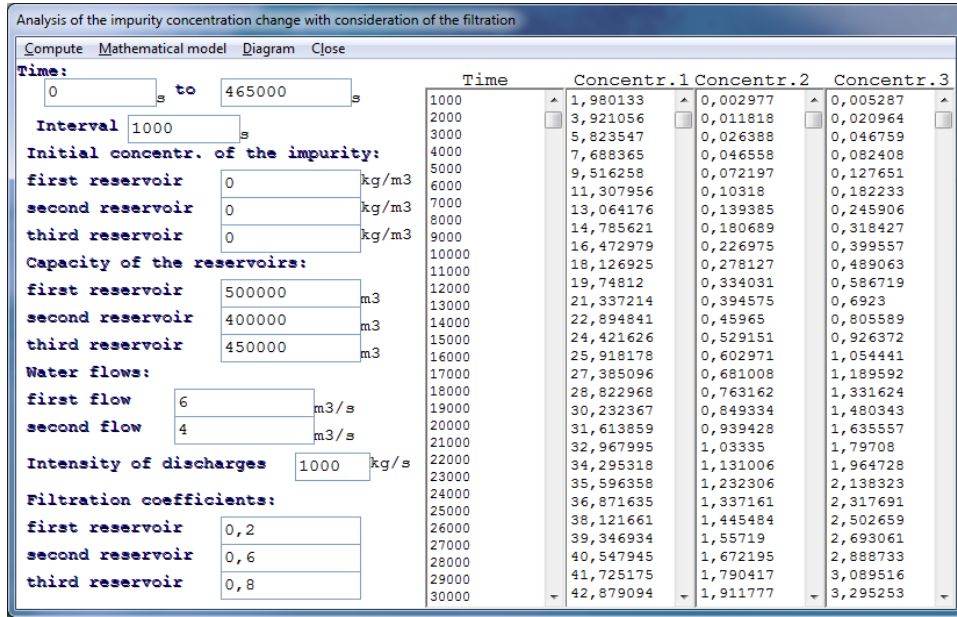 Analysis of the impurity concentration change with consideration of the filtration
Compute Mathematical model Diagram Close
Time:
0 s to 465000 s
Interval 1000 s
Initial concentr. of the impurity:
first reservoir 0 kg/m3
second reservoir 0 kg/m3
third reservoir 0 kg/m3
Capacity of the reservoirs:
first reservoir 500000 m3
second reservoir 400000 m3
third reservoir 450000 m3
Water flows:
first flow 6 m3/s
second flow 4 m3/s
Intensity of discharges 1000 kg/s
Filtration coefficients:
first reservoir 0,2
second reservoir 0,6
third reservoir 0,8
Time Concentr.1 Concentr.2 Concentr.3
1000 1,980133 0,002977 0,005287
2000 3,921056 0,011818 0,020964
3000 5,823547 0,026388 0,046759
4000 7,688365 0,046558 0,082408
5000 9,516258 0,072197 0,127651
6000 11,307956 0,10318 0,182233
7000 13,064176 0,139385 0,245906
8000 14,785621 0,180689 0,318427
9000 16,472979 0,226975 0,399557
10000 18,126925 0,278127 0,489063
11000 19,74812 0,334031 0,586719
12000 21,337214 0,394575 0,6923
13000 22,894841 0,45965 0,805589
14000 24,421626 0,529151 0,926372
15000 25,918178 0,602971 1,054441
16000 27,385096 0,681008 1,189592
17000 28,822968 0,763162 1,331624
18000 30,232367 0,849334 1,480343
19000 31,613859 0,939428 1,635557
20000 32,967995 1,03335 1,79708
21000 34,295318 1,131006 1,964728
22000 35,596358 1,232306 2,138323
23000 36,871635 1,337161 2,317691
24000 38,121661 1,445484 2,502659
25000 39,346934 1,55719 2,693061
26000 40,547945 1,672195 2,888733
27000 41,725175 1,790417 3,089516
28000 42,879094 1,911777 3,295253
29000
30000